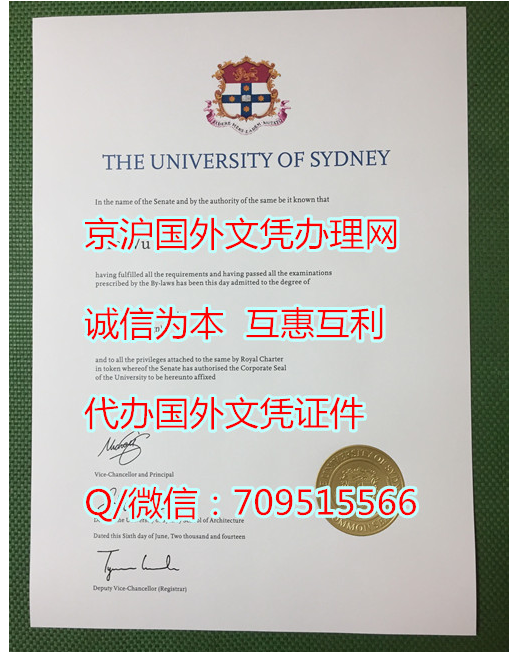 THE UNIVERSITY OF SYDNEY
In the name of the Senate and by the authority of the same be it known that
京沪国外文凭办理网
having fulfilled all the requirements and having passed all the examinations
prescribed by the By-laws has been this day admitted to the degree of
诚信为本 互惠互利
and to all the privileges attached to the same by Royal Charter
in token whereof the Senate has authorised the Corporate Seal
of the University to be hereunto affixed
代办国外文凭证件
Vice-Chancellor and Principal
Q/微信：709515566
of Architecture
Dated this Sixth day of June, Two thousand and fourteen
Deputy Vice-Chancellor (Registrar)